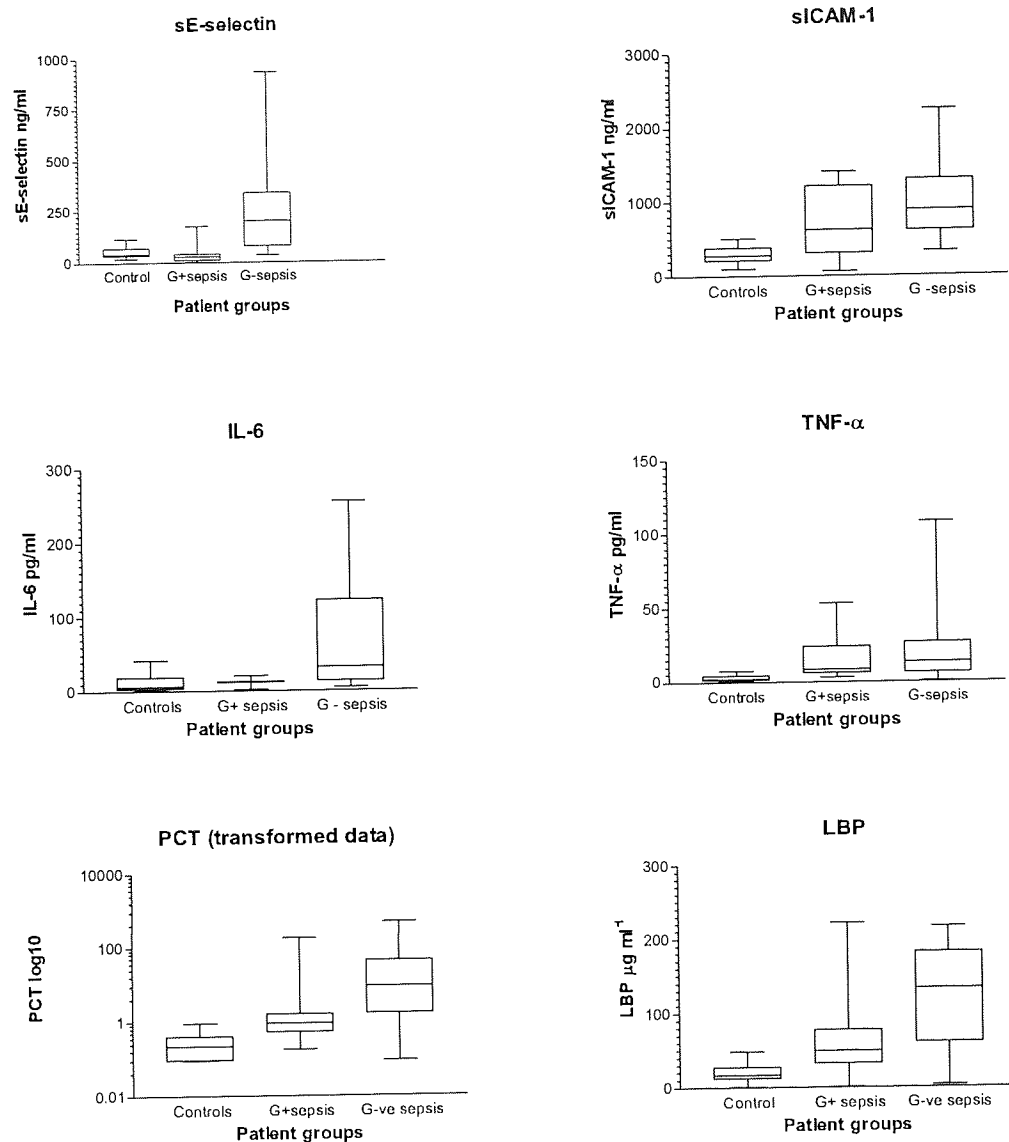 sE-selectin
1000
750
500
250
0
sE-selectin ng/ml
Control G+sepsis G-sepsis
Patient groups
sICAM-1
3000
2000
1000
0
sICAM-1 ng/ml
Controls G+sepsis G -sepsis
Patient groups
IL-6
300
200
100
0
IL-6 pg/ml
Controls G+ sepsis G - sepsis
Patient groups
TNF-α
150
100
50
0
TNF-α pg/ml
Controls G+sepsis G-sepsis
Patient groups
PCT (transformed data)
10000
100
1
0.01
PCT log10
Controls G+sepsis G-ve sepsis
Patient groups
LBP
300
200
100
0
LBP µg ml⁻¹
Control G+ sepsis G-ve sepsis
Patient groups